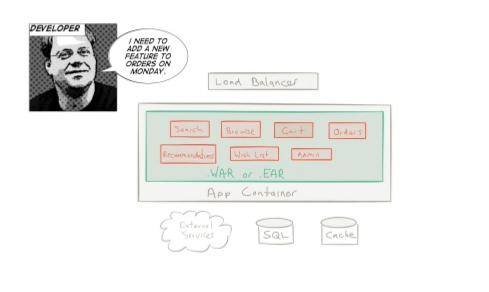 DEVELOPER
I NEED TO
ADD A NEW
FEATURE TO
ORDERS ON
MONDAY.
Load Balancer
Search Browse Cart Orders
Recommendations Wish List Admin
.WAR or .EAR
App Container
External
Services
SQL
Cache